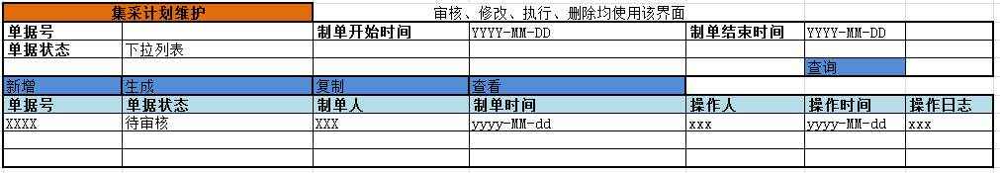 集采计划维护 审核、修改、执行、删除均使用该界面
单据号 制单开始时间 YYYY-MM-DD 制单结束时间 YYYY-MM-DD
单据状态 下拉列表
查询
新增 生成 复制 查看
单据号 单据状态 制单人 制单时间 操作人 操作时间 操作日志
XXXX 待审核 XXX yyyy-MM-dd xxx yyyy-MM-dd xxx